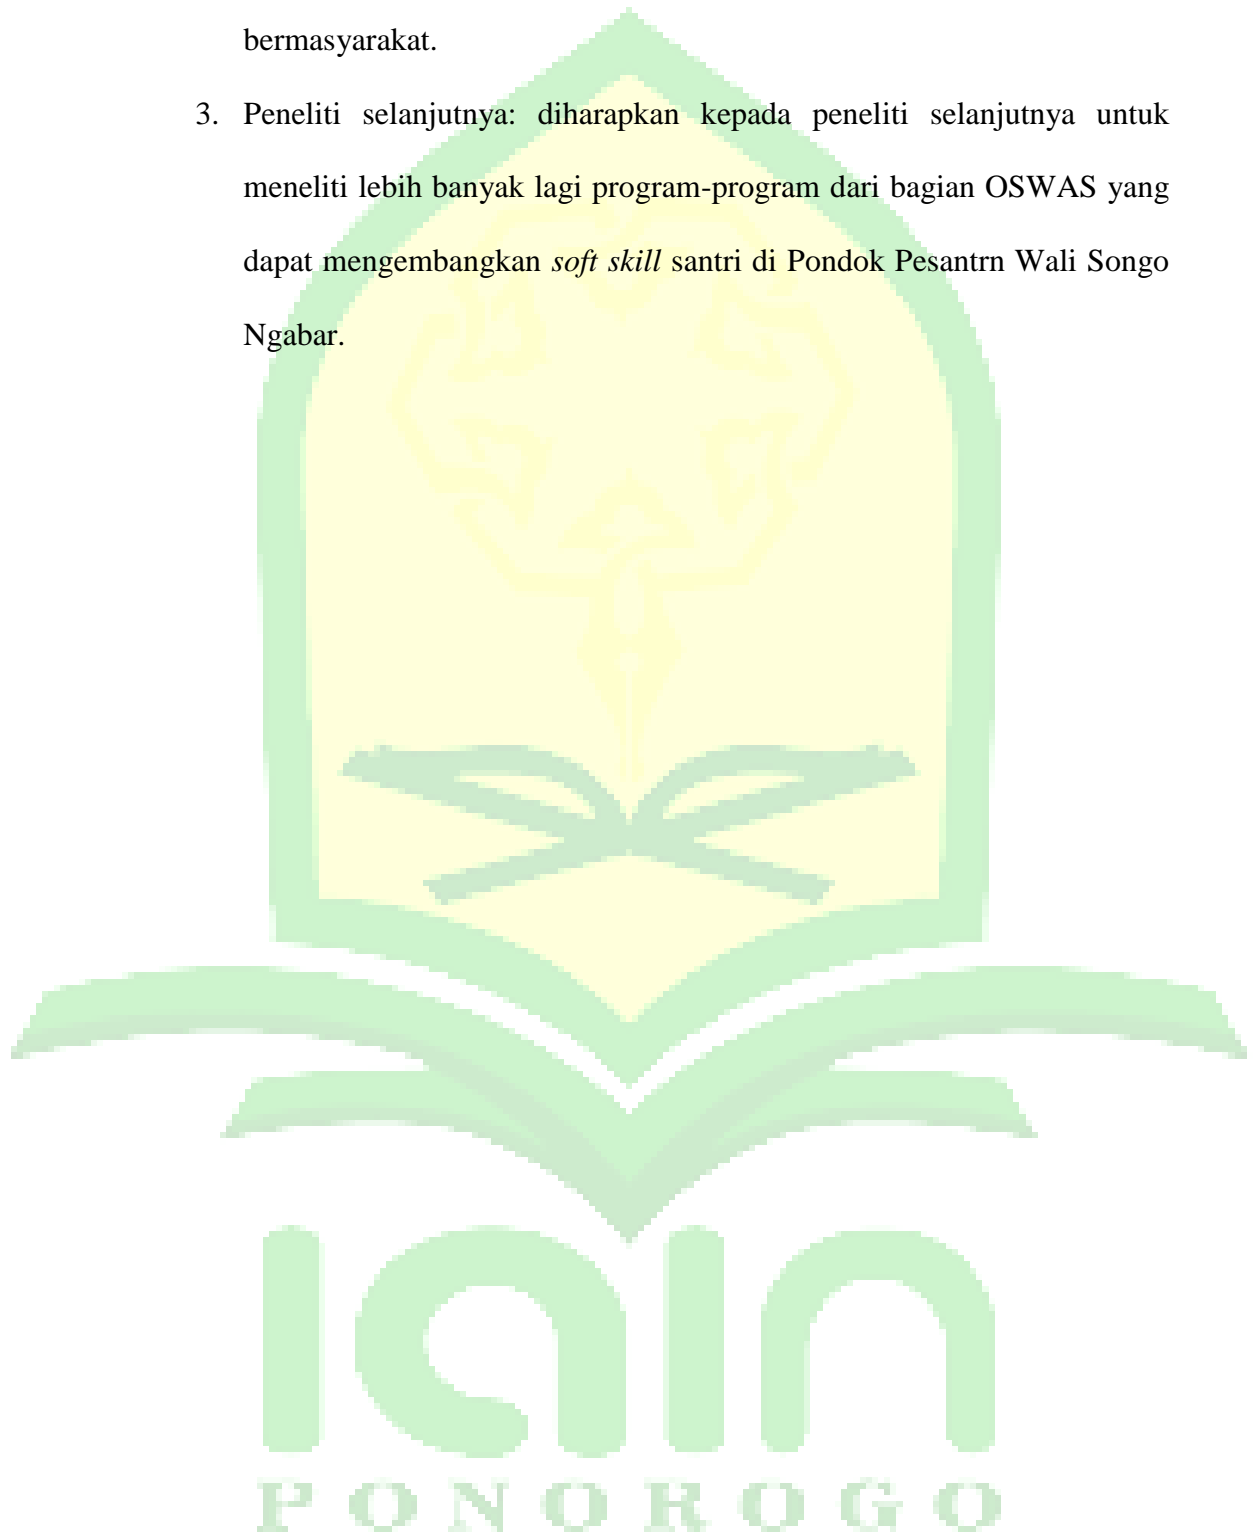 bermasyarakat.
3. Peneliti selanjutnya: diharapkan kepada peneliti selanjutnya untuk
meneliti lebih banyak lagi program-program dari bagian OSWAS yang
dapat mengembangkan soft skill santri di Pondok Pesantrn Wali Songo
Ngabar.
iain
PONOROGO